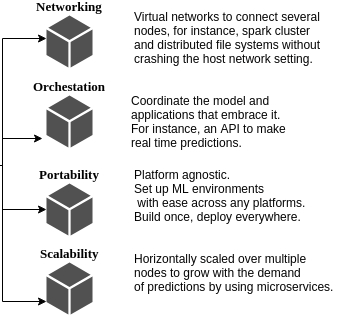 Networking
Virtual networks to connect several
nodes, for instance, spark cluster
and distributed file systems without
crashing the host network setting.
Orchestation
Coordinate the model and
applications that embrace it.
For instance, an API to make
real time predictions.
Portability
Platform agnostic.
Set up ML environments
with ease across any platforms.
Build once, deploy everywhere.
Scalability
Horizontally scaled over multiple
nodes to grow with the demand
of predictions by using microservices.